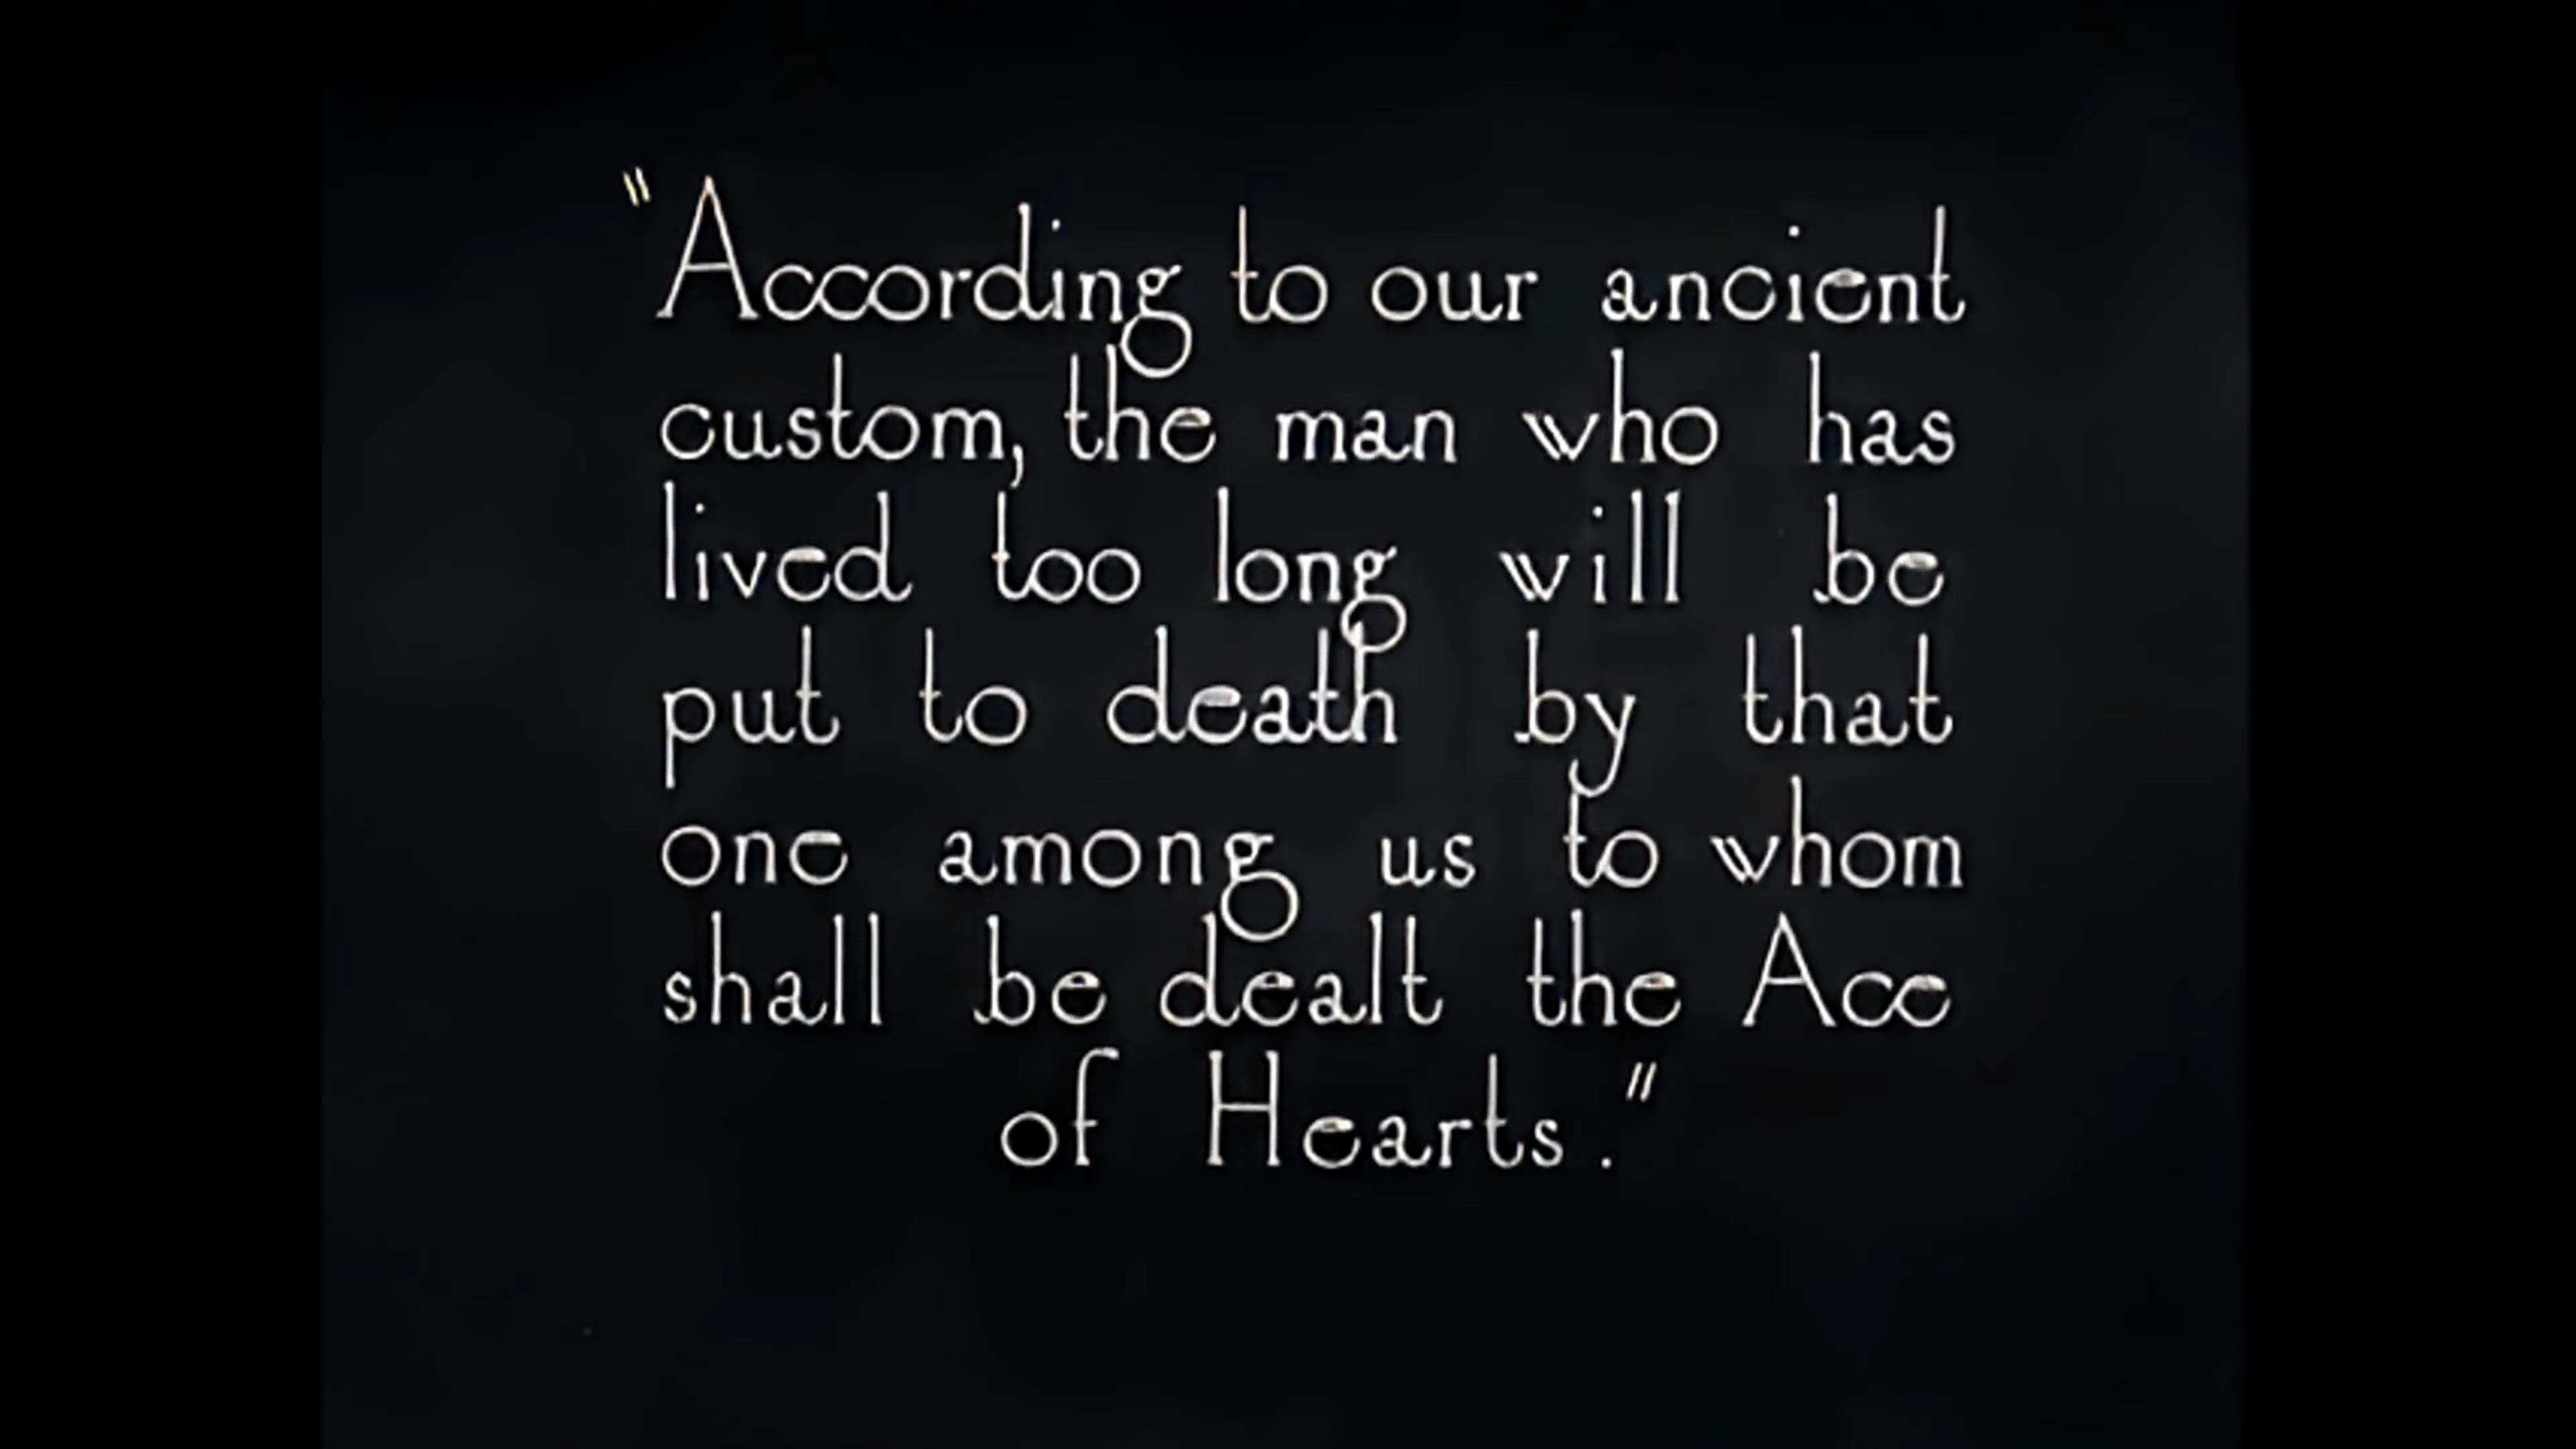 "According to our ancient
custom, the man who has
lived too long will be
put to death by that
one among us to whom
shall be dealt the Ace
of Hearts."